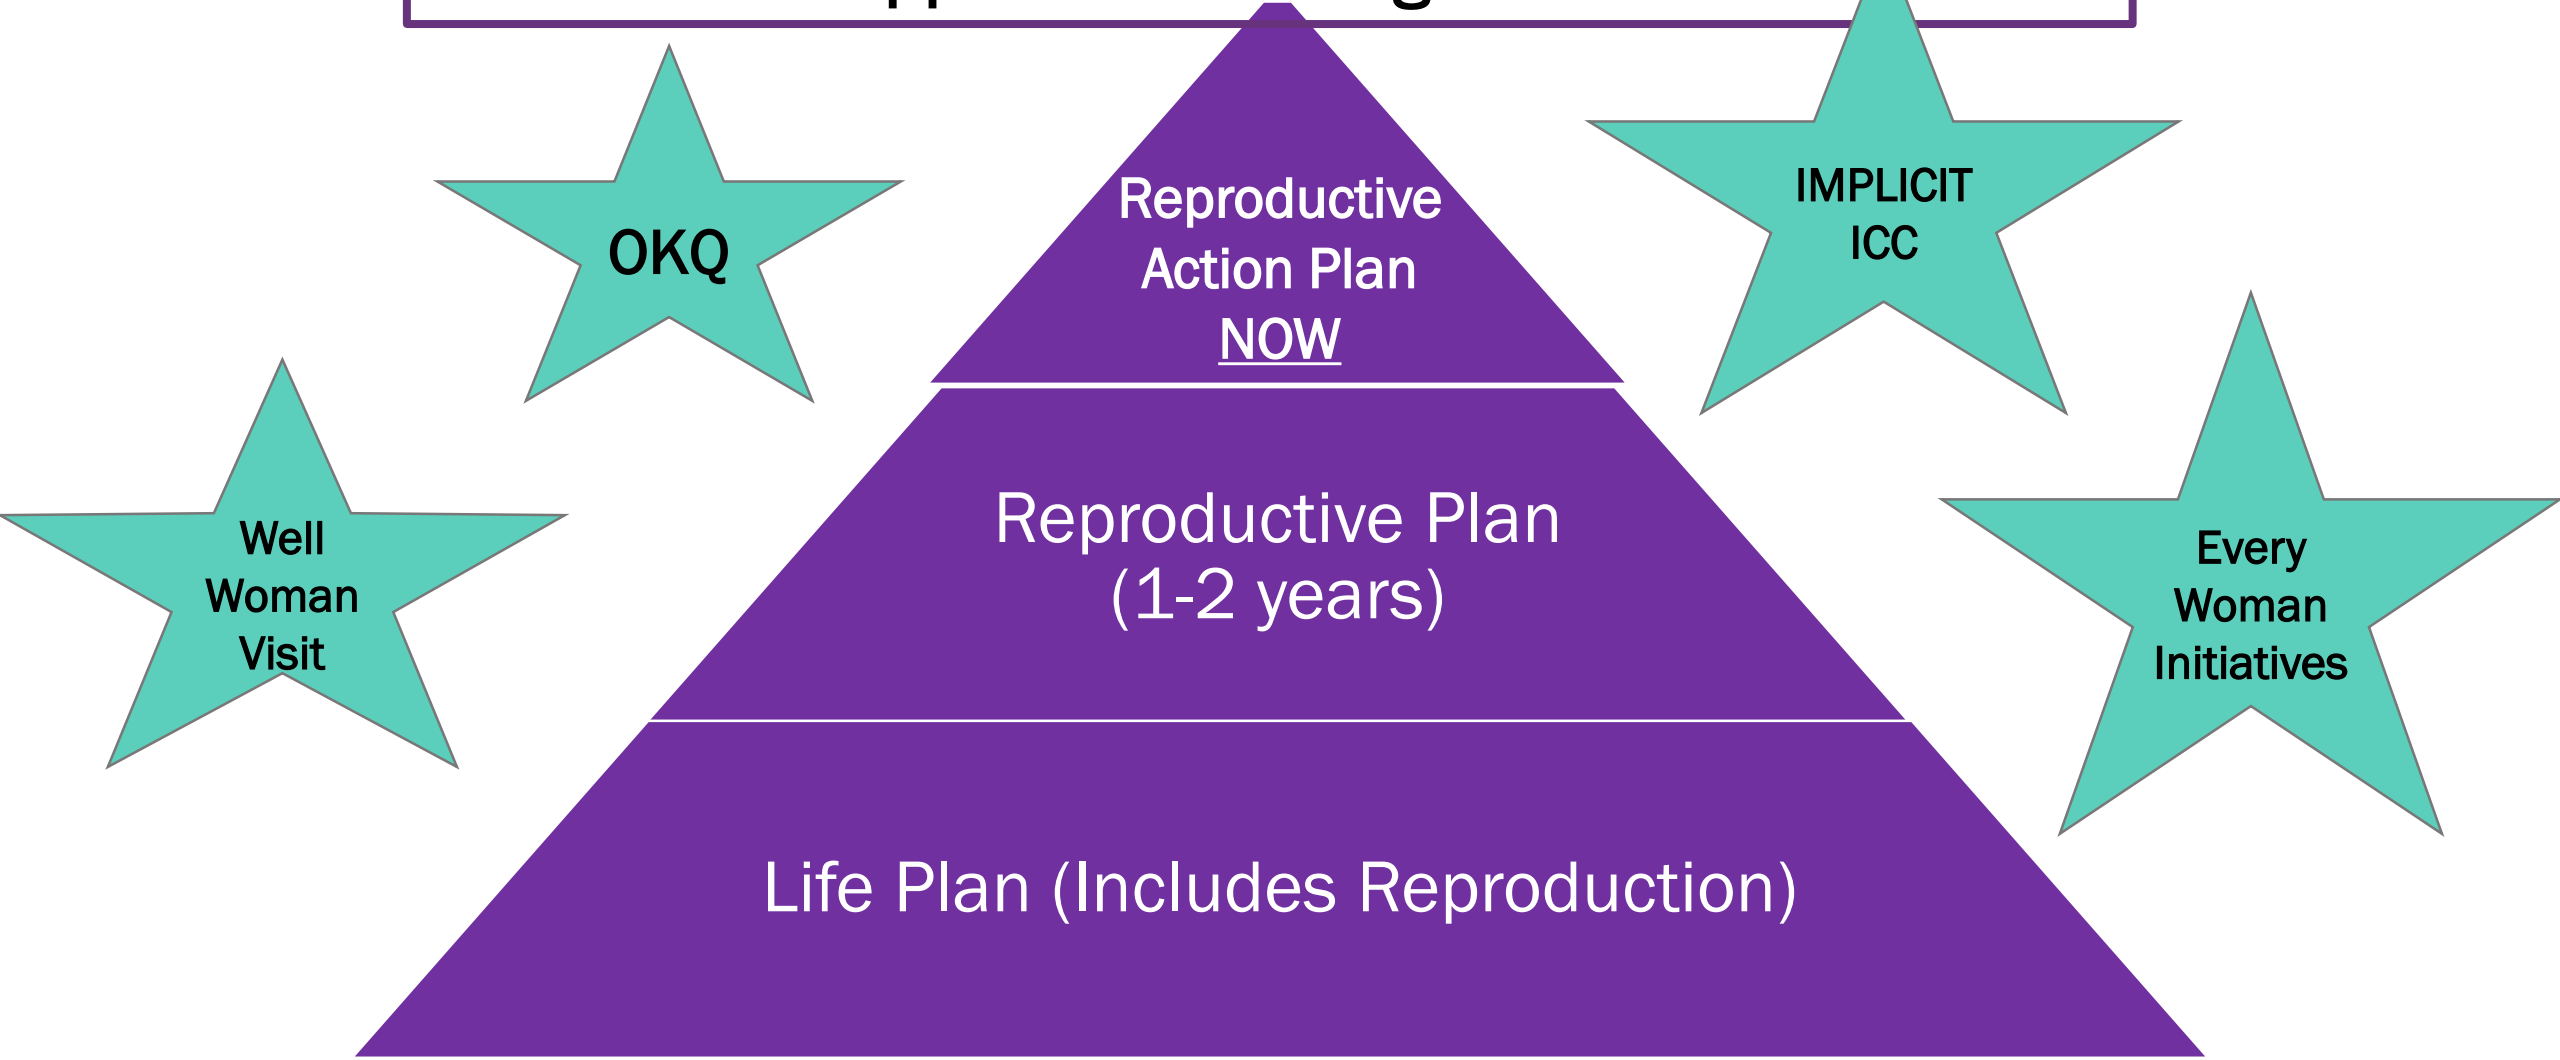 OKQ
Reproductive
Action Plan
NOW
IMPLICIT
ICC
Well
Woman
Visit
Reproductive Plan
(1-2 years)
Every
Woman
Initiatives
Life Plan (Includes Reproduction)